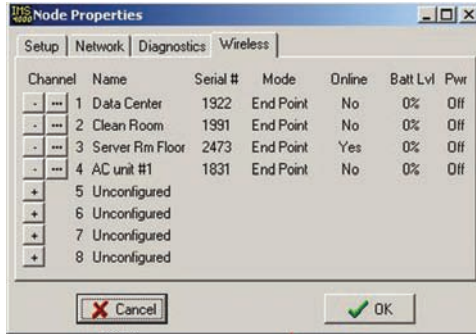 IMS 4000 Node Properties
Setup Network Diagnostics Wireless
Channel Name Serial # Mode Online Batt Lvl Pwr
- ... 1 Data Center 1922 End Point No 0% Off
- ... 2 Clean Room 1991 End Point No 0% Off
- ... 3 Server Rm Floor 2473 End Point Yes 0% Off
- ... 4 AC unit #1 1831 End Point No 0% Off
+ 5 Unconfigured
+ 6 Unconfigured
+ 7 Unconfigured
+ 8 Unconfigured
Cancel OK